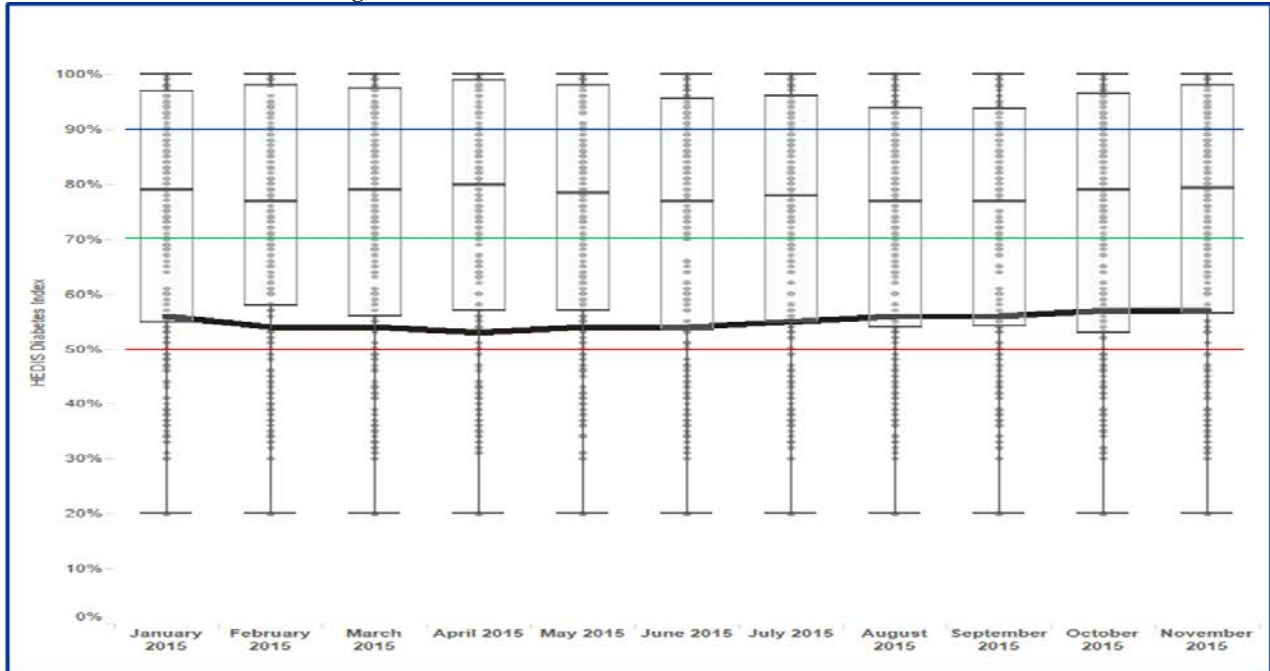 100%
90%
80%
70%
60%
50%
40%
30%
20%
10%
0%
HEDIS Diabetes Index
January
2015
February
2015
March
2015
April 2015
May 2015
June 2015
July 2015
August
2015
September
2015
October
2015
November
2015